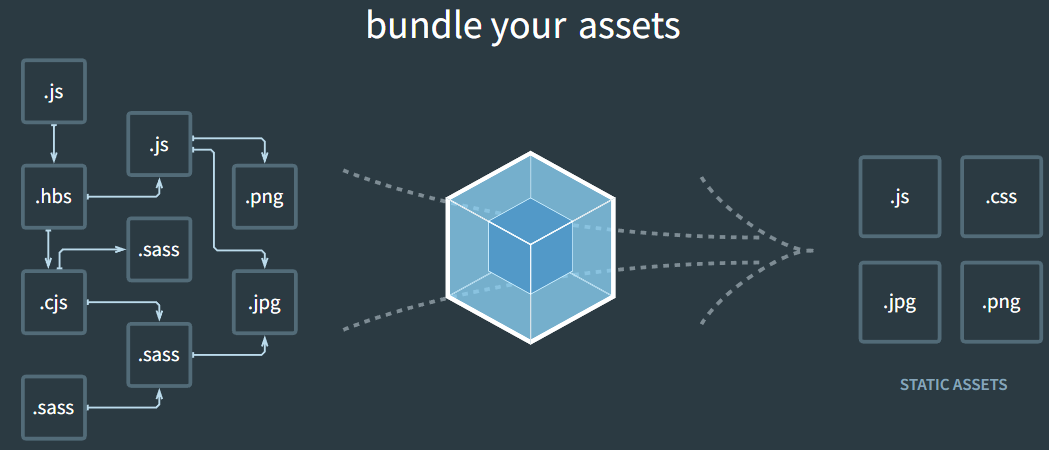 bundle your assets
.js
.js
.hbs
.png
.sass
.cjs
.jpg
.sass
.sass
.js
.css
.jpg
.png
STATIC ASSETS